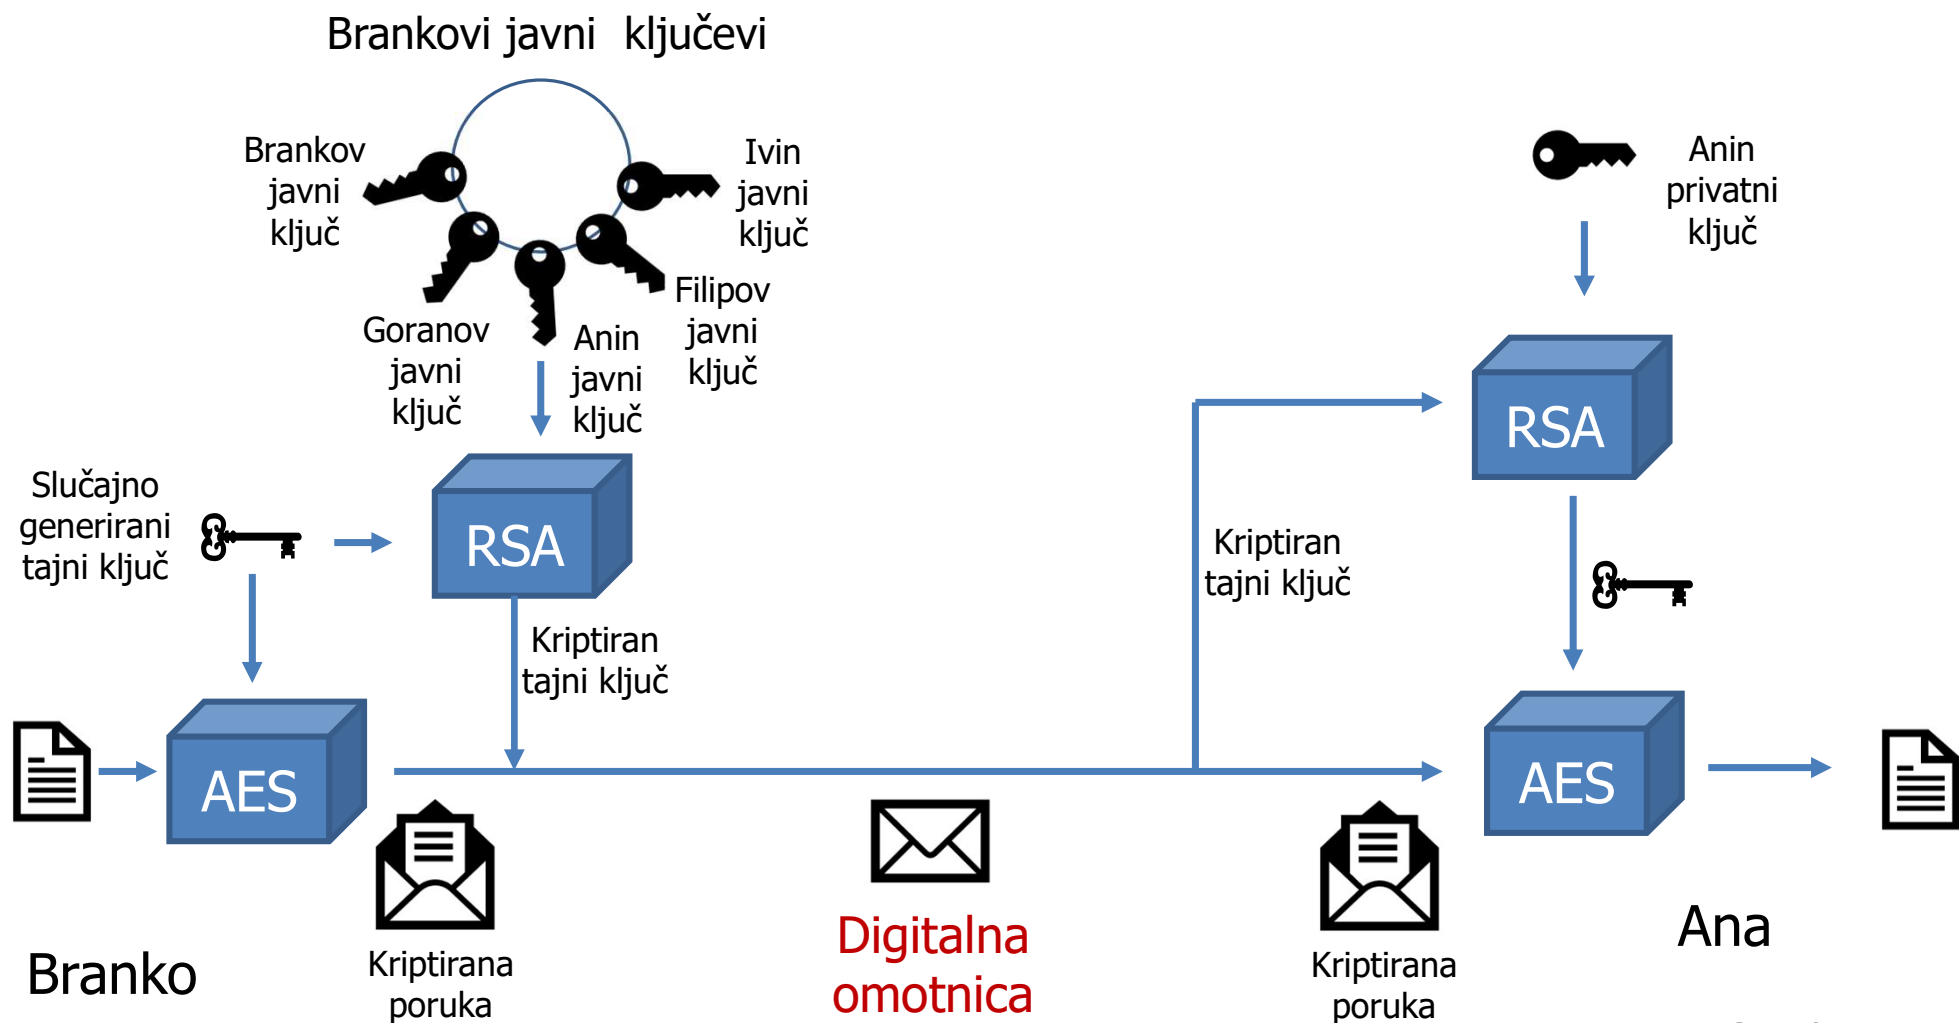 Brankovi javni  ključevi
Brankov
javni
ključ
Ivin
javni
ključ
Goranov
javni
ključ
Anin
javni
ključ
Filipov
javni
ključ
Anin
privatni
ključ
Slučajno
generirani
tajni ključ
RSA
RSA
Kriptiran
tajni ključ
Kriptiran
tajni ključ
AES
AES
Branko
Kriptirana
poruka
Digitalna
omotnica
Kriptirana
poruka
Ana